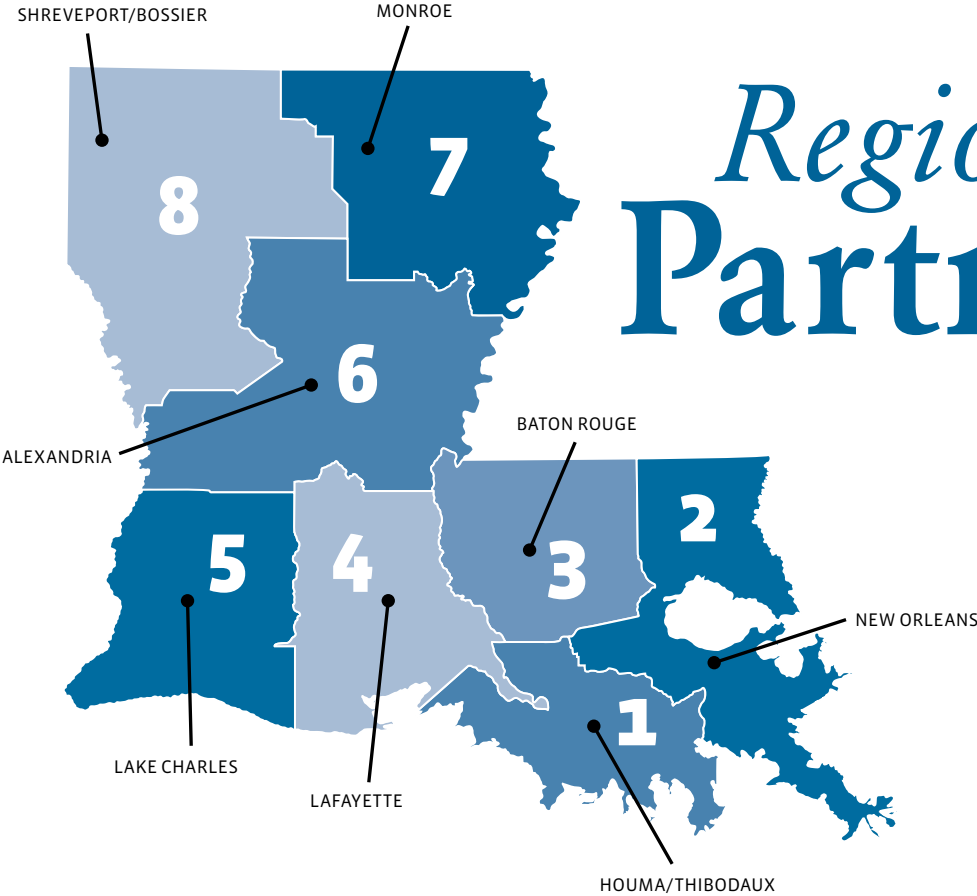 SHREVEPORT/BOSSIER
MONROE
7
8
6
ALEXANDRIA
BATON ROUGE
2
5
4
3
NEW ORLEANS
1
LAKE CHARLES
LAFAYETTE
HOUMA/THIBODAUX